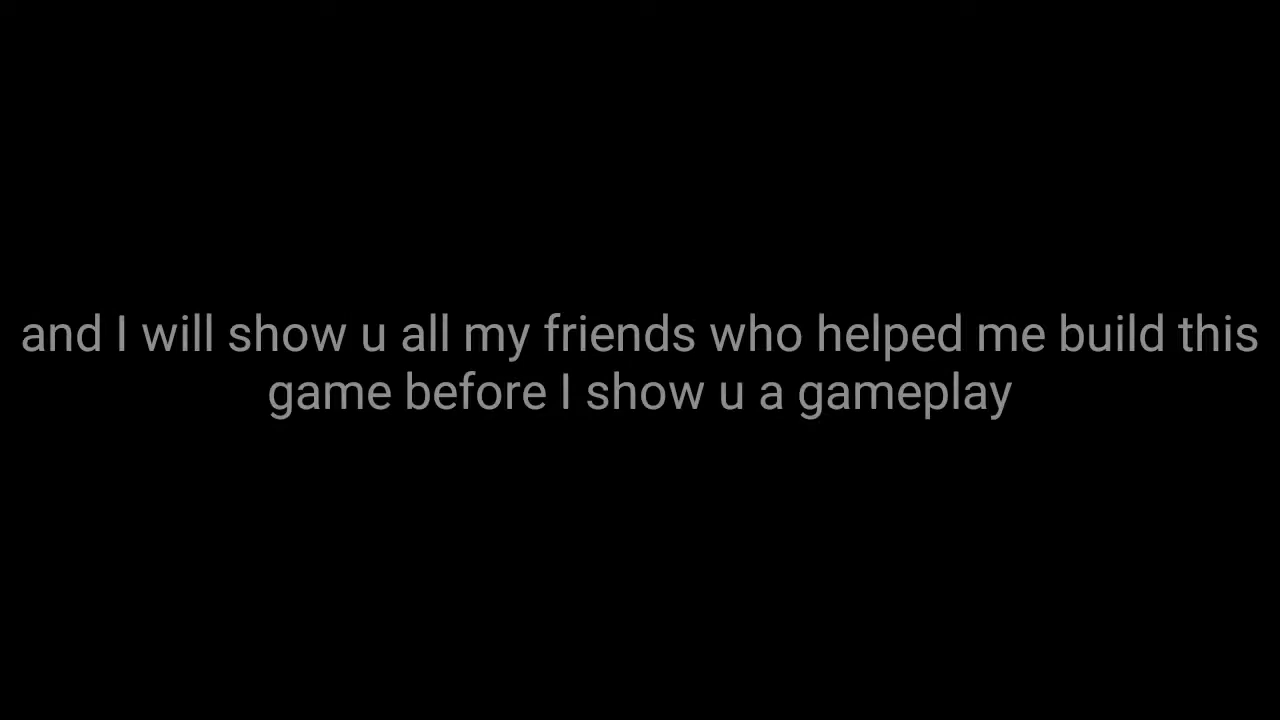 and I will show u all my friends who helped me build this
game before I show u a gameplay